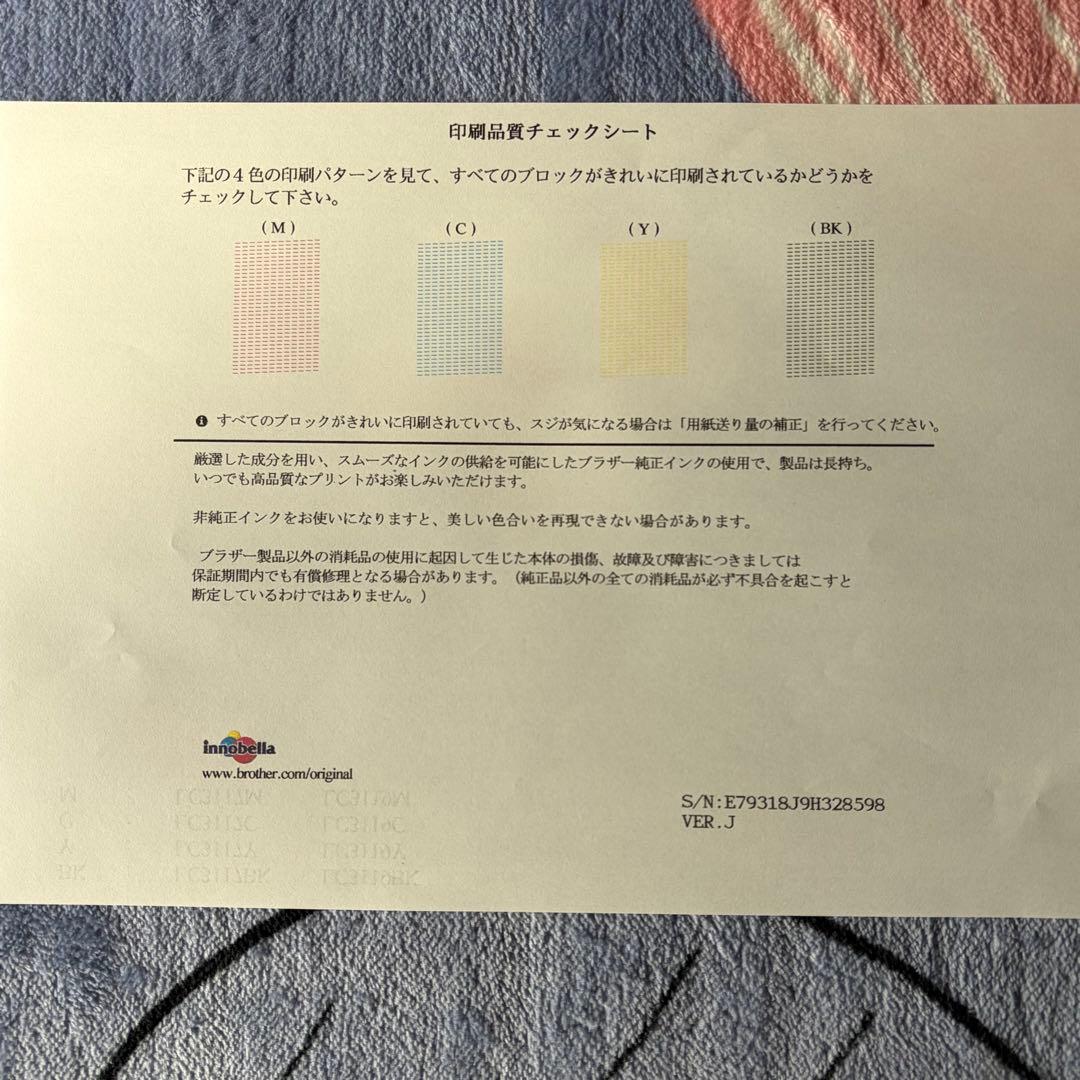 印刷品質チェックシート
下記の4色の印刷パターンを見て、すべてのブロックがきれいに印刷されているかどうかを
チェックして下さい。
(M) (C) (Y) (BK)
すべてのブロックがきれいに印刷されていても、スジが気になる場合は「用紙送り量の補正」を行ってください。
厳選した成分を用い、スムーズなインクの供給を可能にしたブラザー純正インクの使用で、製品は長持ち。
いつでも高品質なプリントがお楽しみいただけます。
非純正インクをお使いになりますと、美しい色合いを再現できない場合があります。
ブラザー製品以外の消耗品の使用に起因して生じた本体の損傷、故障及び障害につきましては
保証期間内でも有償修理となる場合があります。（純正品以外の全ての消耗品が必ず不具合を起こすと
断定しているわけではありません。）
innobella
www.brother.com/original
S/N:E79318J9H328598
VER.J
M LC3117M LC3119M
C LC3117C LC3119C
Y LC3117Y LC3119Y
BK LC3117BK LC3119BK